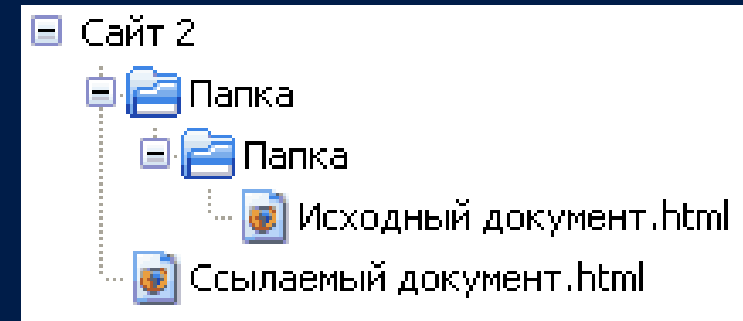 Сайт 2
Папка
Папка
Исходный документ.html
Ссылаемый документ.html